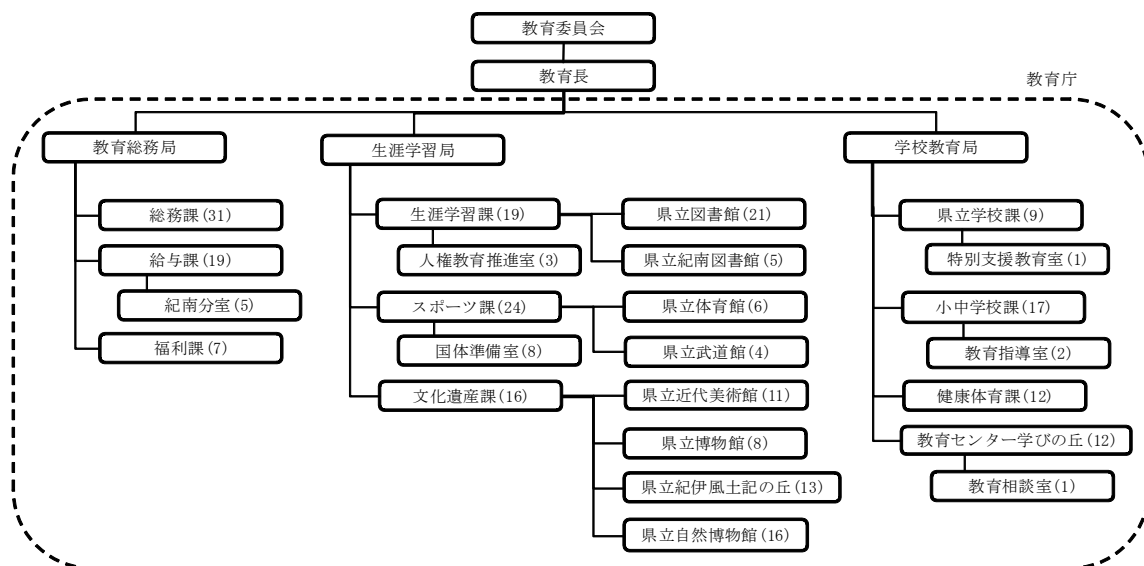 教育委員会
教育長
教育庁
教育総務局
総務課(31)
給与課(19)
紀南分室(5)
福利課(7)
生涯学習局
生涯学習課(19)
人権教育推進室(3)
県立図書館(21)
県立紀南図書館(5)
スポーツ課(24)
国体準備室(8)
県立体育館(6)
県立武道館(4)
文化遺産課(16)
県立近代美術館(11)
県立博物館(8)
県立紀伊風土記の丘(13)
県立自然博物館(16)
学校教育局
県立学校課(9)
特別支援教育室(1)
小中学校課(17)
教育指導室(2)
健康体育課(12)
教育センター学びの丘(12)
教育相談室(1)